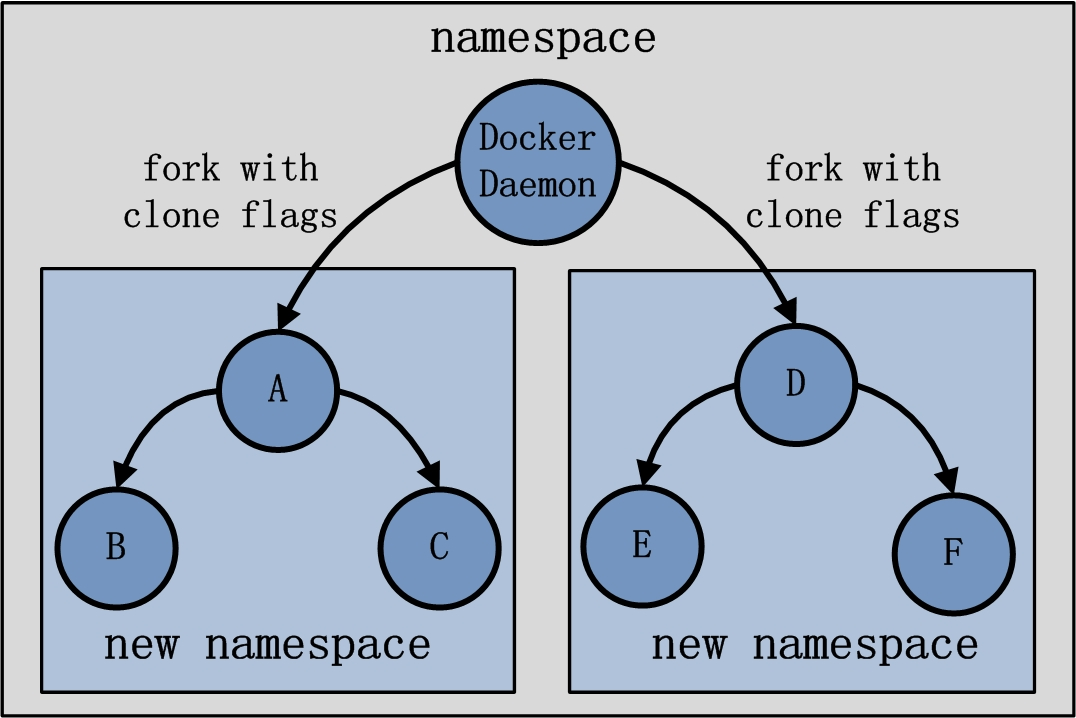 namespace
Docker
Daemon
fork with
clone flags
fork with
clone flags
A
B
C
new namespace
D
E
F
new namespace